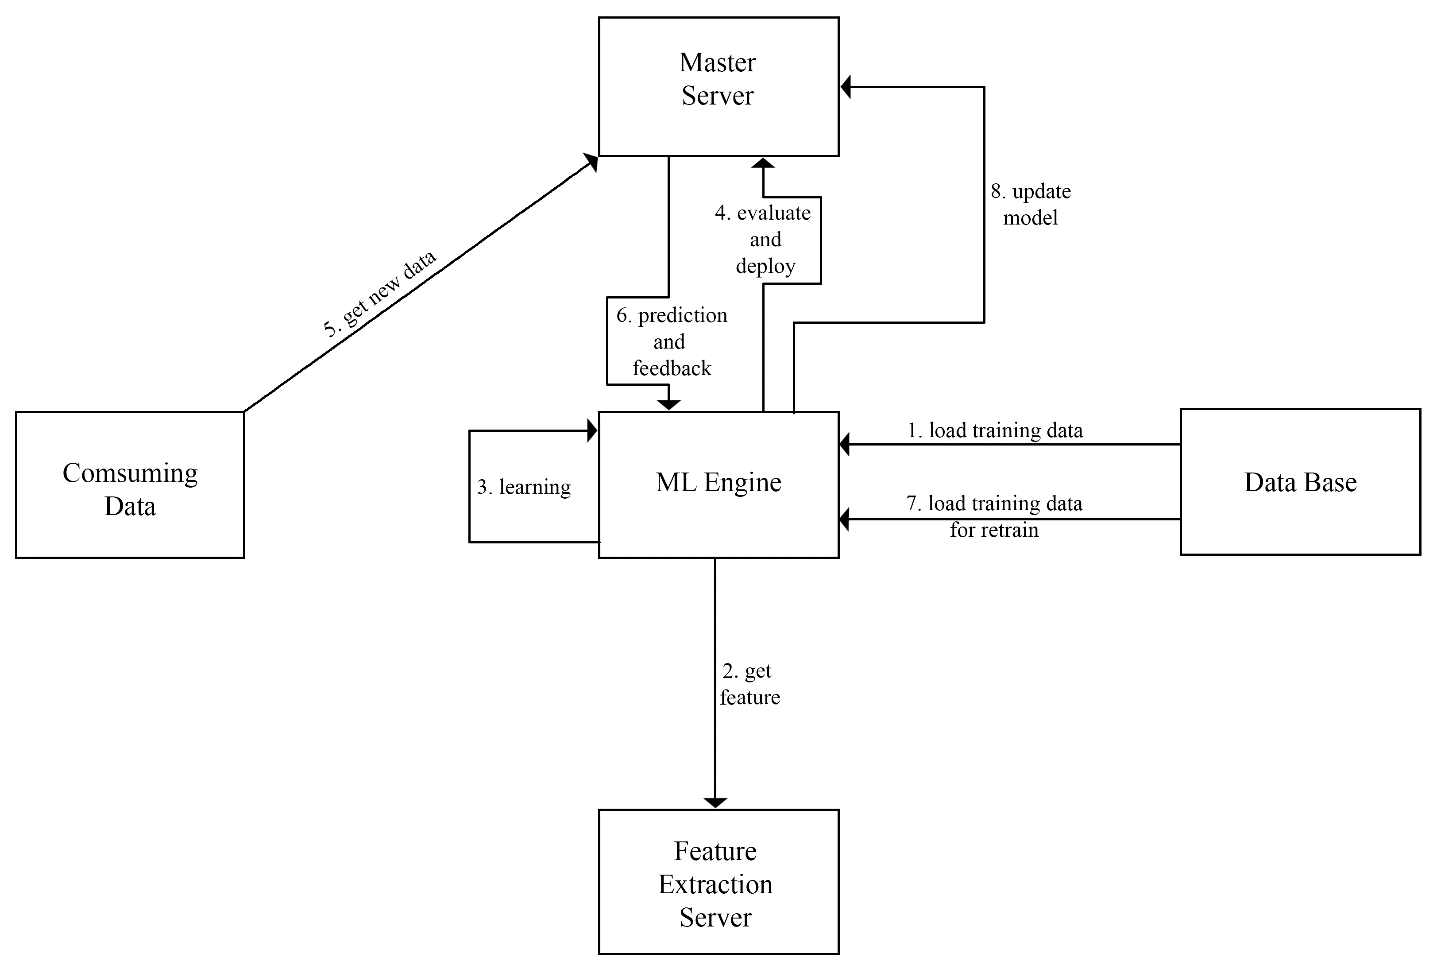 Master
Server
8. update
model
4. evaluate
and
deploy
5. get new data
6. prediction
and
feedback
1. load training data
Comsuming
Data
3. learning
ML Engine
Data Base
7. load training data
for retrain
2. get
feature
Feature
Extraction
Server